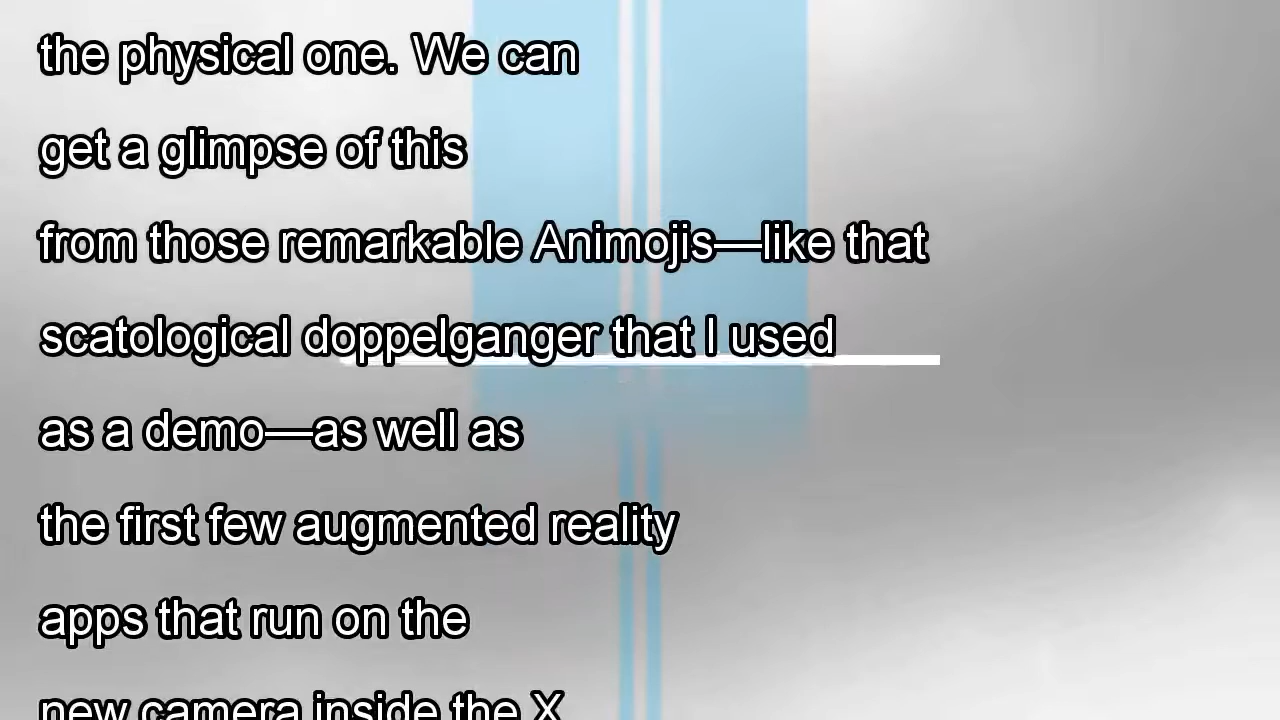 the physical one. We can
get a glimpse of this
from those remarkable Animojis—like that
scatological doppelganger that I used
as a demo—as well as
the first few augmented reality
apps that run on the
new camera inside the X